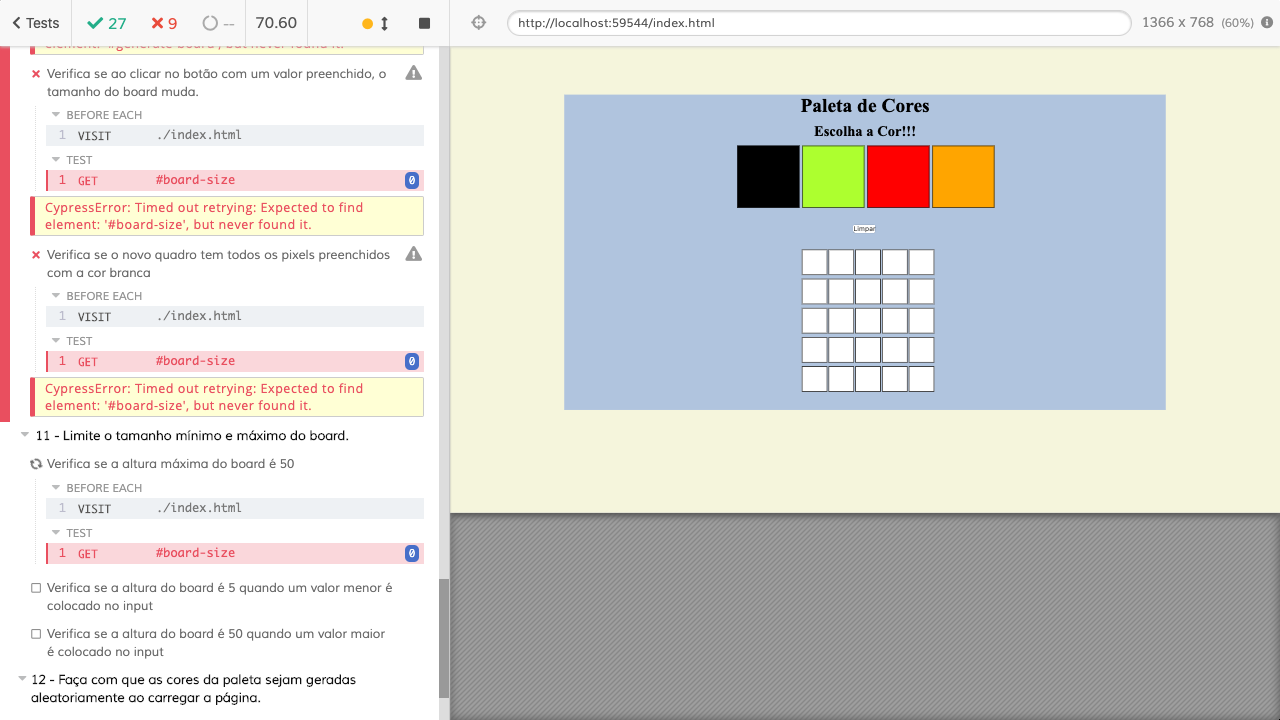 Tests
27
9
--
70.60
http://localhost:59544/index.html
1366 x 768 (60%)
element: '#generate-board', but never found it.
Verifica se ao clicar no botão com um valor preenchido, o
tamanho do board muda.
BEFORE EACH
1 VISIT ./index.html
TEST
1 GET #board-size 0
CypressError: Timed out retrying: Expected to find
element: '#board-size', but never found it.
Verifica se o novo quadro tem todos os pixels preenchidos
com a cor branca
BEFORE EACH
1 VISIT ./index.html
TEST
1 GET #board-size 0
CypressError: Timed out retrying: Expected to find
element: '#board-size', but never found it.
11 - Limite o tamanho mínimo e máximo do board.
Verifica se a altura máxima do board é 50
BEFORE EACH
1 VISIT ./index.html
TEST
1 GET #board-size 0
Verifica se a altura do board é 5 quando um valor menor é
colocado no input
Verifica se a altura do board é 50 quando um valor maior
é colocado no input
12 - Faça com que as cores da paleta sejam geradas
aleatoriamente ao carregar a página.
Paleta de Cores
Escolha a Cor!!!
Limpar